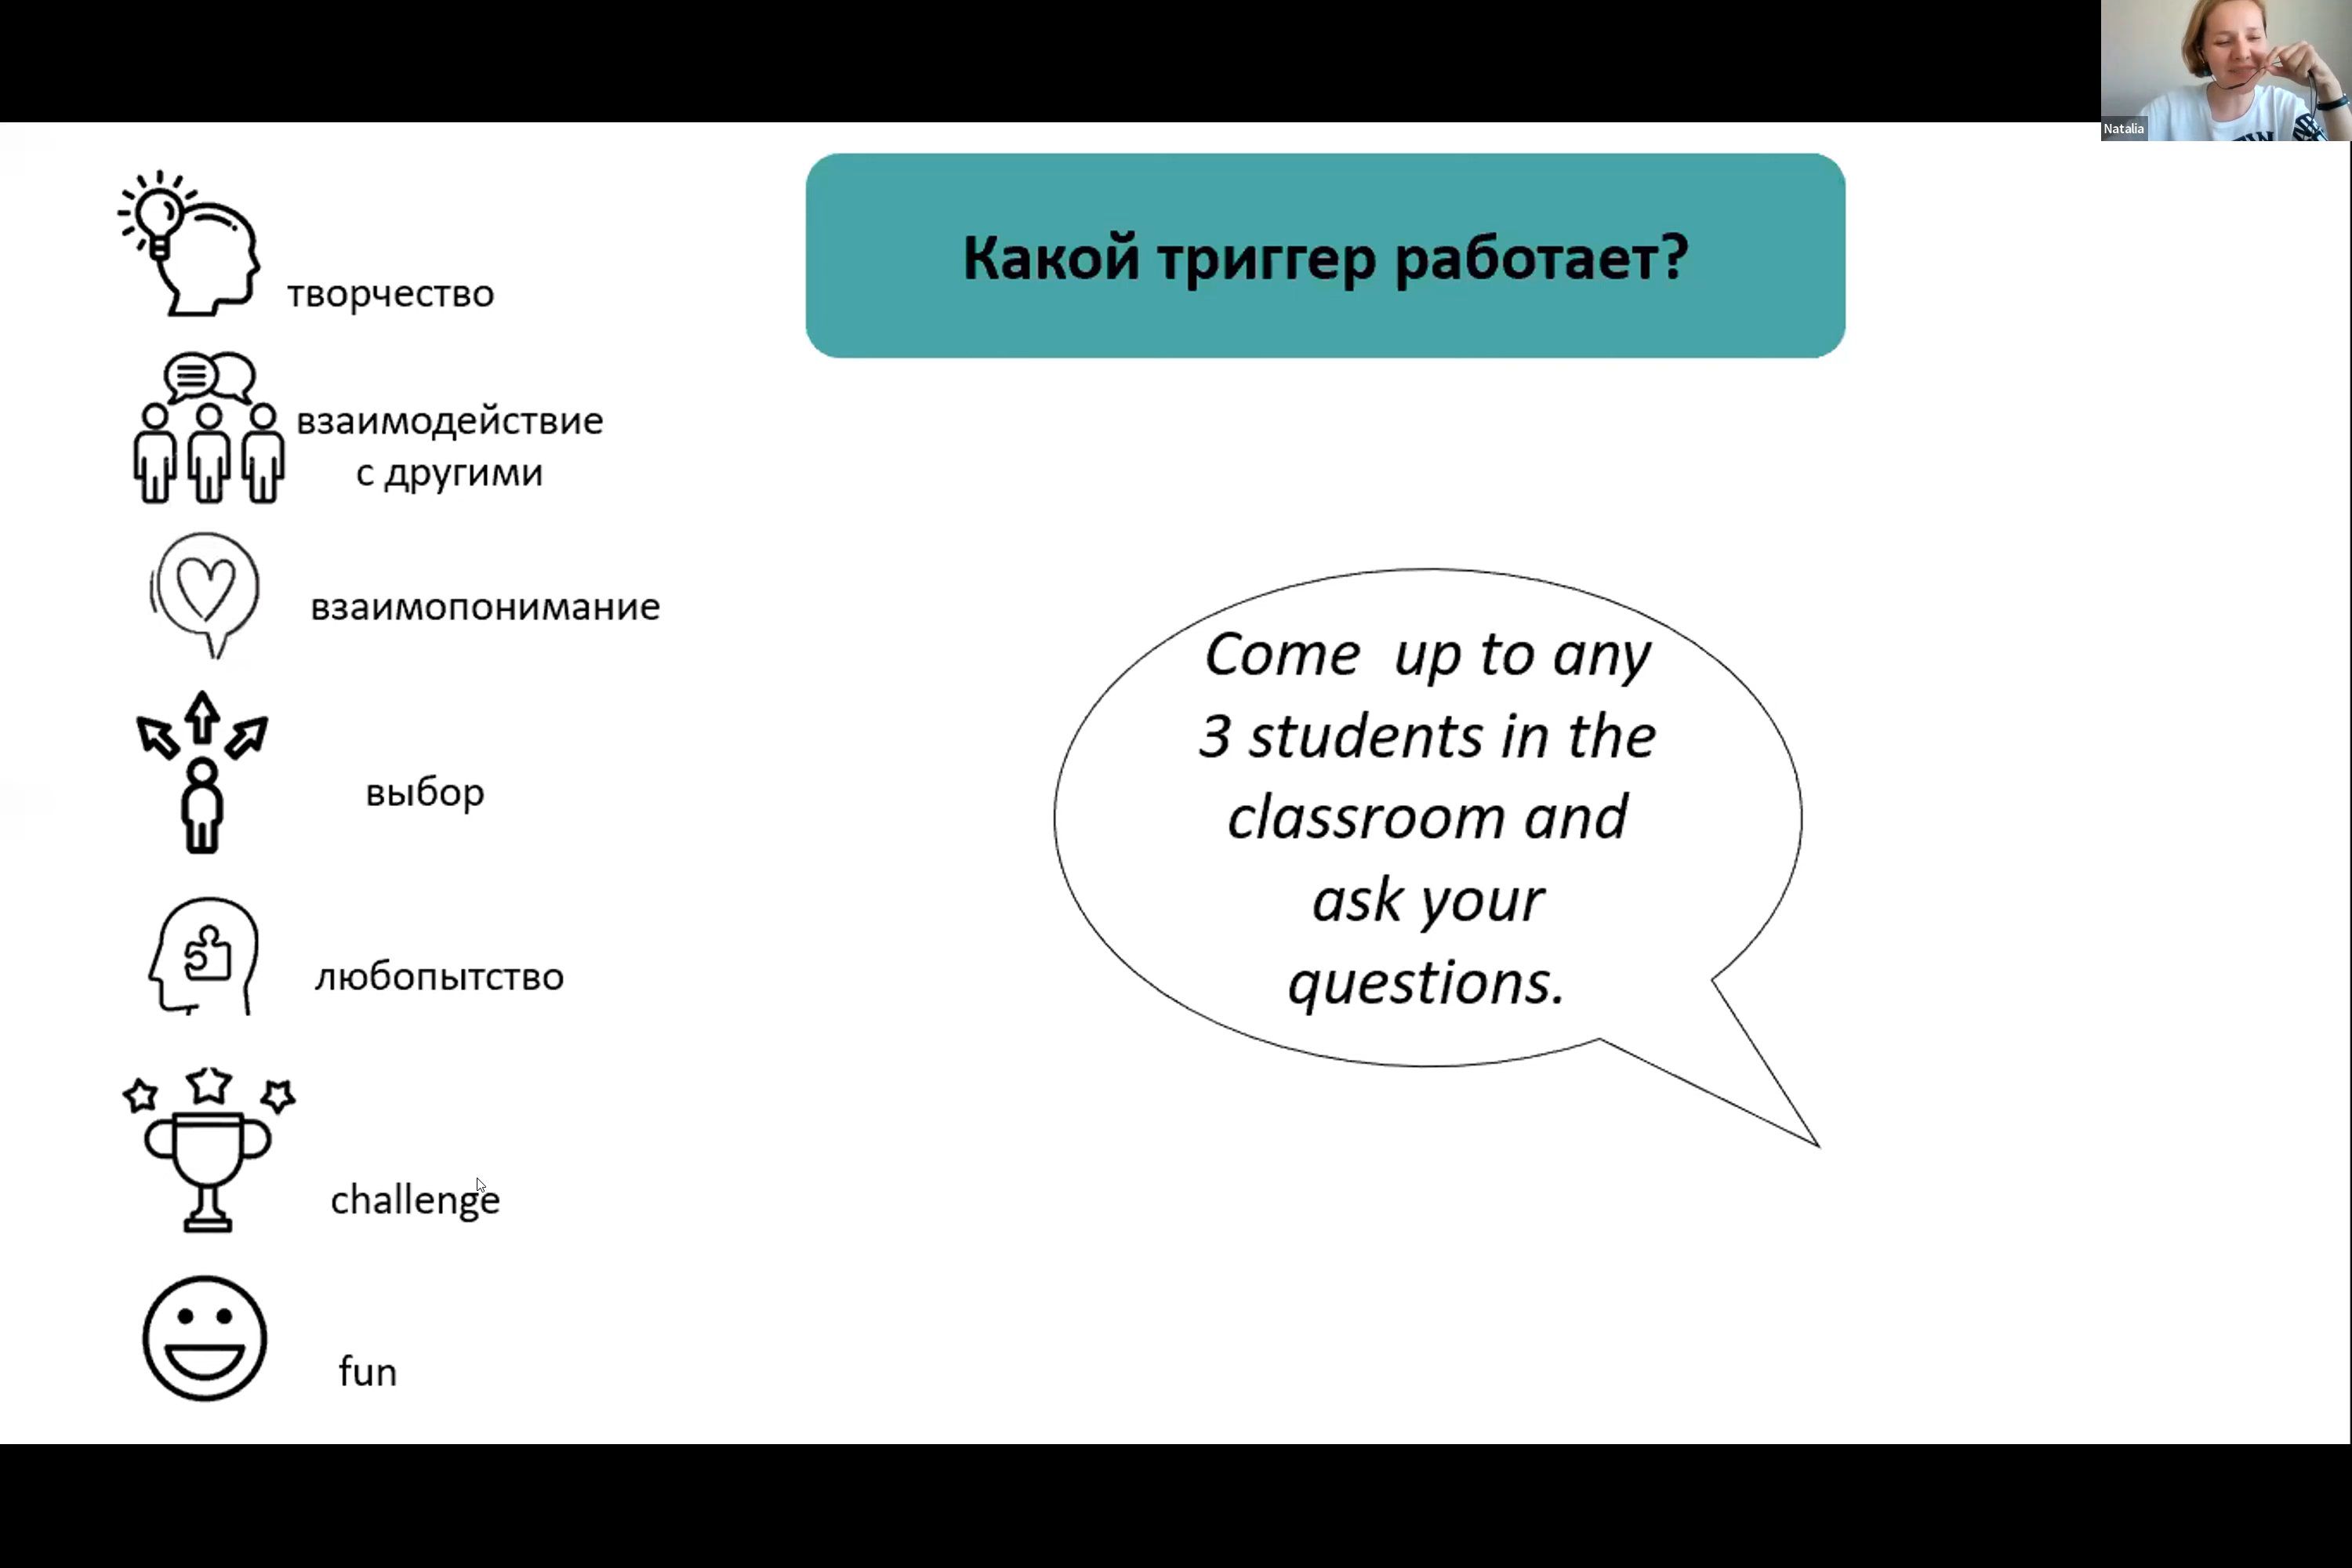 Natalia
Какой триггер работает?
творчество
взаимодействие
с другими
взаимопонимание
выбор
любопытство
challenge
fun
Come up to any
3 students in the
classroom and
ask your
questions.